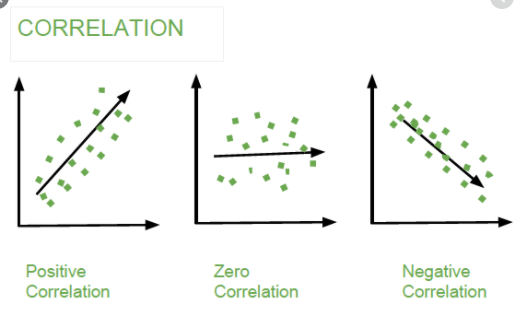 CORRELATION
Positive
Correlation
Zero
Correlation
Negative
Correlation